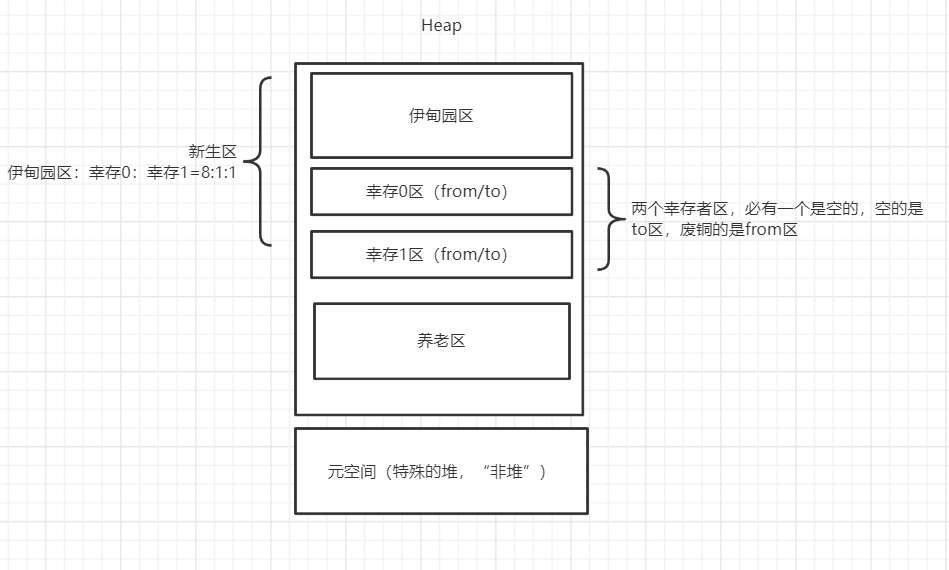 Heap
伊甸园区
新生区
伊甸园区：幸存0：幸存1=8:1:1
幸存0区（from/to）
幸存1区（from/to）
两个幸存者区，必有一个是空的，空的是
to区，废铜的是from区
养老区
元空间（特殊的堆，“非堆”）